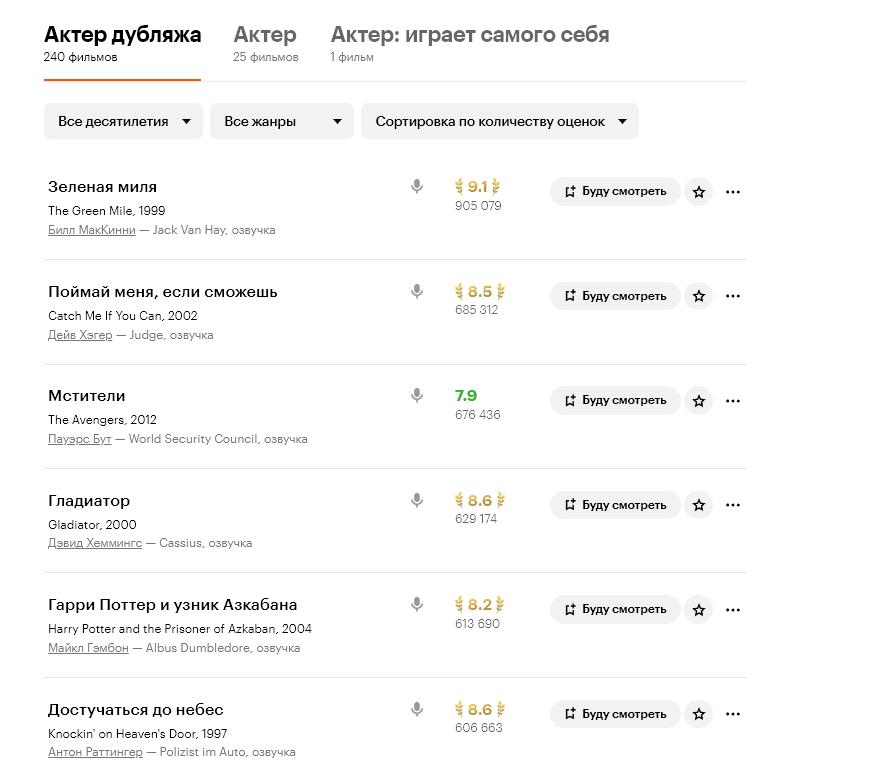 Актер дубляжа
240 фильмов
Актер
25 фильмов
Актер: играет самого себя
1 фильм
Все десятилетия
Все жанры
Сортировка по количеству оценок
Зеленая миля
The Green Mile, 1999
Билл МакКинни — Jack Van Hay, озвучка
9.1
905 079
Буду смотреть
Поймай меня, если сможешь
Catch Me If You Can, 2002
Дейв Хэгер — Judge, озвучка
8.5
685 312
Буду смотреть
Мстители
The Avengers, 2012
Пауэрс Бут — World Security Council, озвучка
7.9
676 436
Буду смотреть
Гладиатор
Gladiator, 2000
Дэвид Хеммингс — Cassius, озвучка
8.6
629 174
Буду смотреть
Гарри Поттер и узник Азкабана
Harry Potter and the Prisoner of Azkaban, 2004
Майкл Гэмбон — Albus Dumbledore, озвучка
8.2
613 690
Буду смотреть
Достучаться до небес
Knockin' on Heaven's Door, 1997
Антон Раттингер — Polizist im Auto, озвучка
8.6
606 663
Буду смотреть